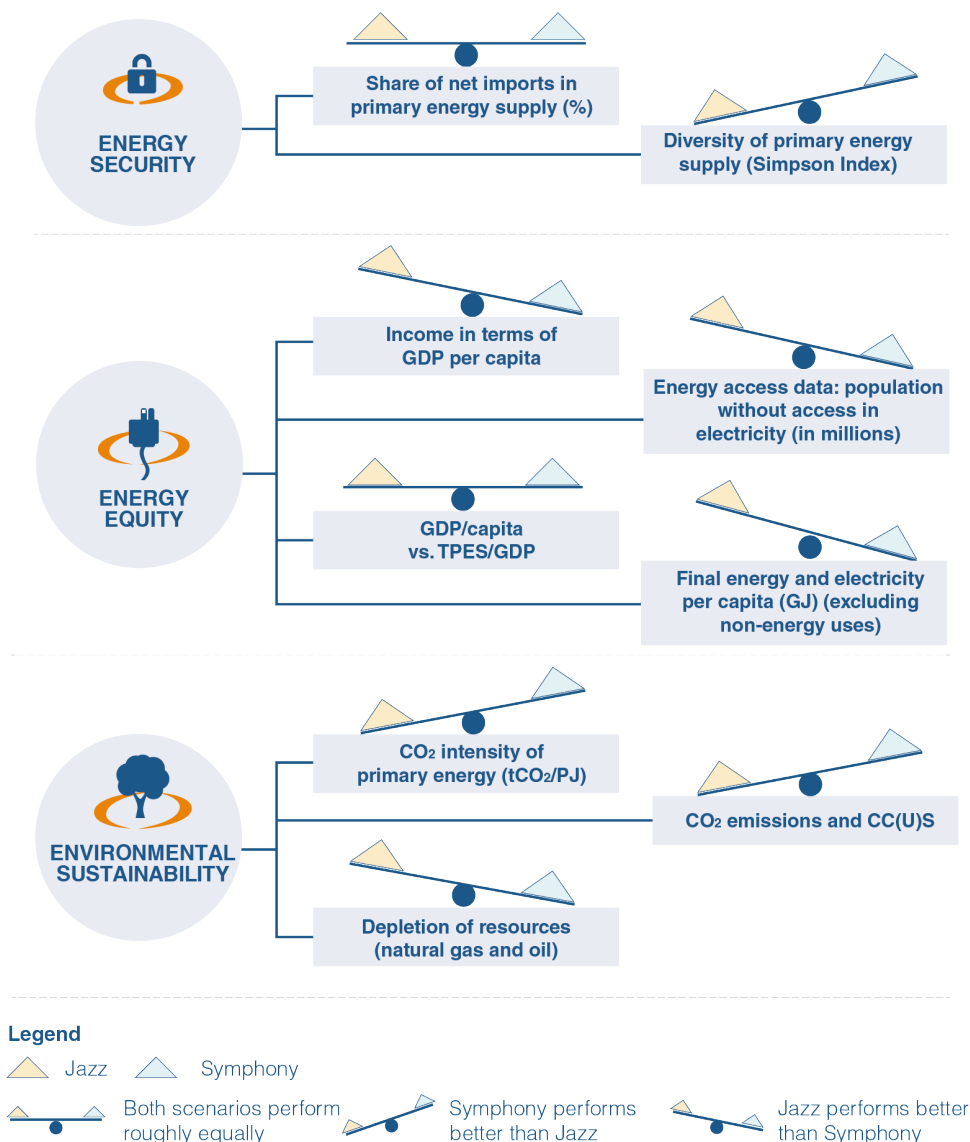 ENERGY
SECURITY
Share of net imports in
primary energy supply (%)
Diversity of primary energy
supply (Simpson Index)
ENERGY
EQUITY
Income in terms of
GDP per capita
Energy access data: population
without access in
electricity (in millions)
GDP/capita
vs. TPES/GDP
Final energy and electricity
per capita (GJ) (excluding
non-energy uses)
ENVIRONMENTAL
SUSTAINABILITY
CO₂ intensity of
primary energy (tCO₂/PJ)
CO₂ emissions and CC(U)S
Depletion of resources
(natural gas and oil)
Legend
Jazz
Symphony
Both scenarios perform
roughly equally
Symphony performs
better than Jazz
Jazz performs better
than Symphony